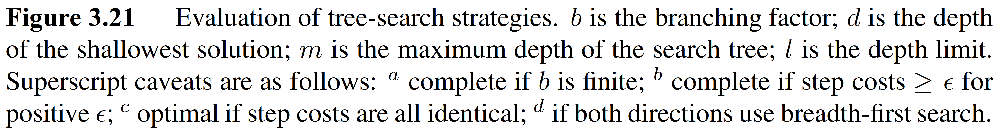 Figure 3.21 Evaluation of tree-search strategies. b is the branching factor; d is the depth
of the shallowest solution; m is the maximum depth of the search tree; l is the depth limit.
Superscript caveats are as follows: ᵃ complete if b is finite; ᵇ complete if step costs ≥ ϵ for
positive ϵ; ᶜ optimal if step costs are all identical; ᵈ if both directions use breadth-first search.